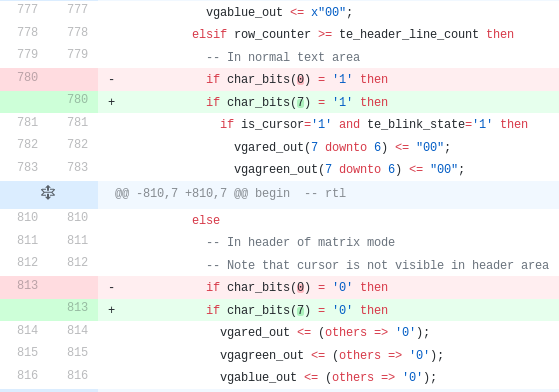 777 777 vgablue_out <= x"00";
778 778 elsif row_counter >= te_header_line_count then
779 779 -- In normal text area
780 - if char_bits(0) = '1' then
780 + if char_bits(7) = '1' then
781 781 if is_cursor='1' and te_blink_state='1' then
782 782 vgared_out(7 downto 6) <= "00";
783 783 vgagreen_out(7 downto 6) <= "00";
@@ -810,7 +810,7 @@ begin -- rtl
810 810 else
811 811 -- In header of matrix mode
812 812 -- Note that cursor is not visible in header area
813 - if char_bits(0) = '0' then
813 + if char_bits(7) = '0' then
814 814 vgared_out <= (others => '0');
815 815 vgagreen_out <= (others => '0');
816 816 vgablue_out <= (others => '0');